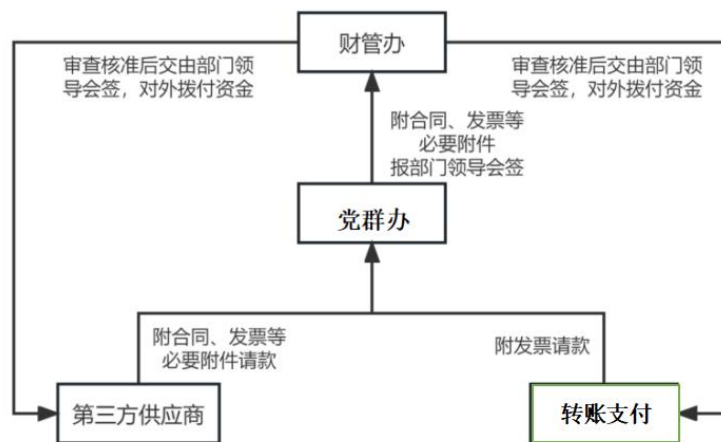 财管办
审查核准后交由部门领
导会签，对外拨付资金
审查核准后交由部门领
导会签，对外拨付资金
附合同、发票等
必要附件
报部门领导会签
党群办
附合同、发票等
必要附件请款
附发票请款
第三方供应商
转账支付